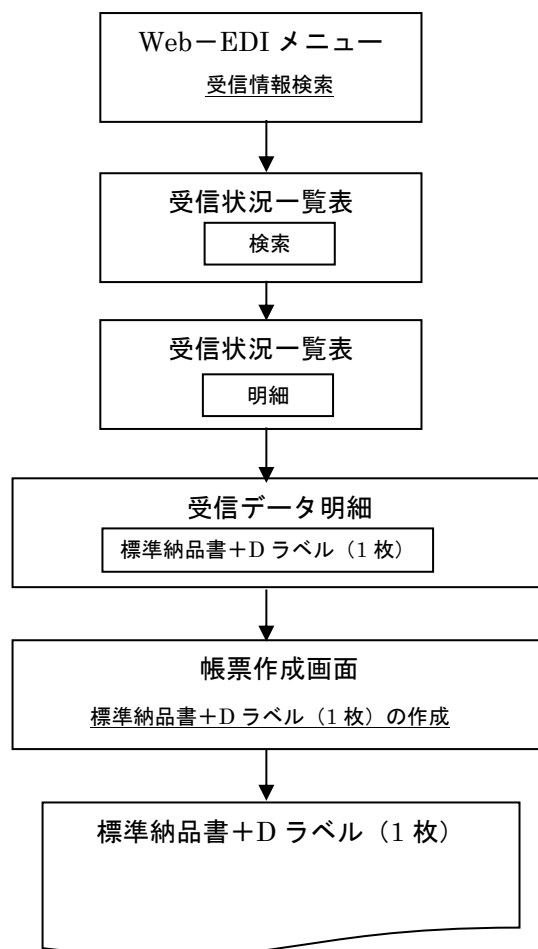 Web－EDI メニュー
受信情報検索
受信状況一覧表
検索
受信状況一覧表
明細
受信データ明細
標準納品書＋D ラベル（1 枚）
帳票作成画面
標準納品書＋D ラベル（1 枚）の作成
標準納品書＋D ラベル（1 枚）